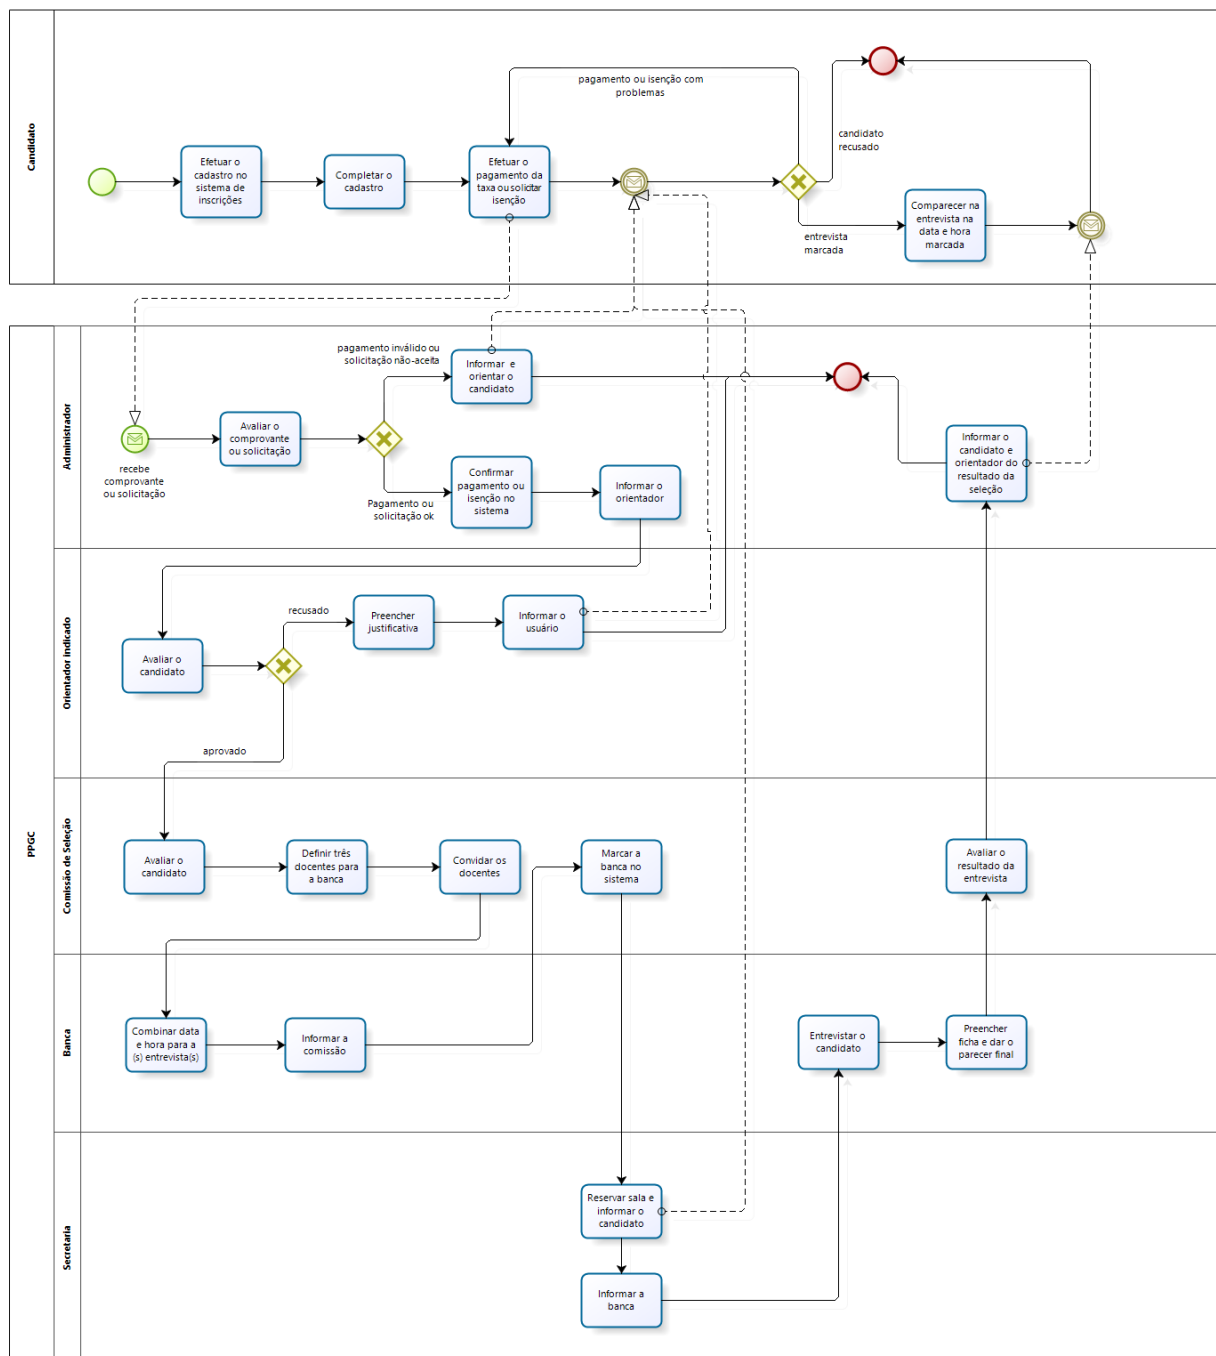 Candidato
pagamento ou isenção com
problemas
candidato
recusado
Efetuar o
cadastro no
sistema de
inscrições
Completar o
cadastro
Efetuar o
pagamento da
taxa ou solicitar
isenção
entrevista
marcada
Comparecer na
entrevista na
data e hora
marcada
PPGC
Administrador
pagamento inválido ou
solicitação não-aceita
Informar e
orientar o
candidato
recebe
comprovante
ou solicitação
Avaliar o
comprovante
ou solicitação
Pagamento ou
solicitação ok
Confirmar
pagamento ou
isenção no
sistema
Informar o
orientador
Informar o
candidato e
orientador do
resultado da
seleção
Orientador indicado
Avaliar o
candidato
recusado
Preencher
justificativa
Informar o
usuário
aprovado
Comissão de Seleção
Avaliar o
candidato
Definir três
docentes para
a banca
Convidar os
docentes
Marcar a
banca no
sistema
Avaliar o
resultado da
entrevista
Banca
Combinar data
e hora para a
(s) entrevista(s)
Informar a
comissão
Entrevistar o
candidato
Preencher
ficha e dar o
parecer final
Secretaria
Reservar sala e
informar o
candidato
Informar a
banca